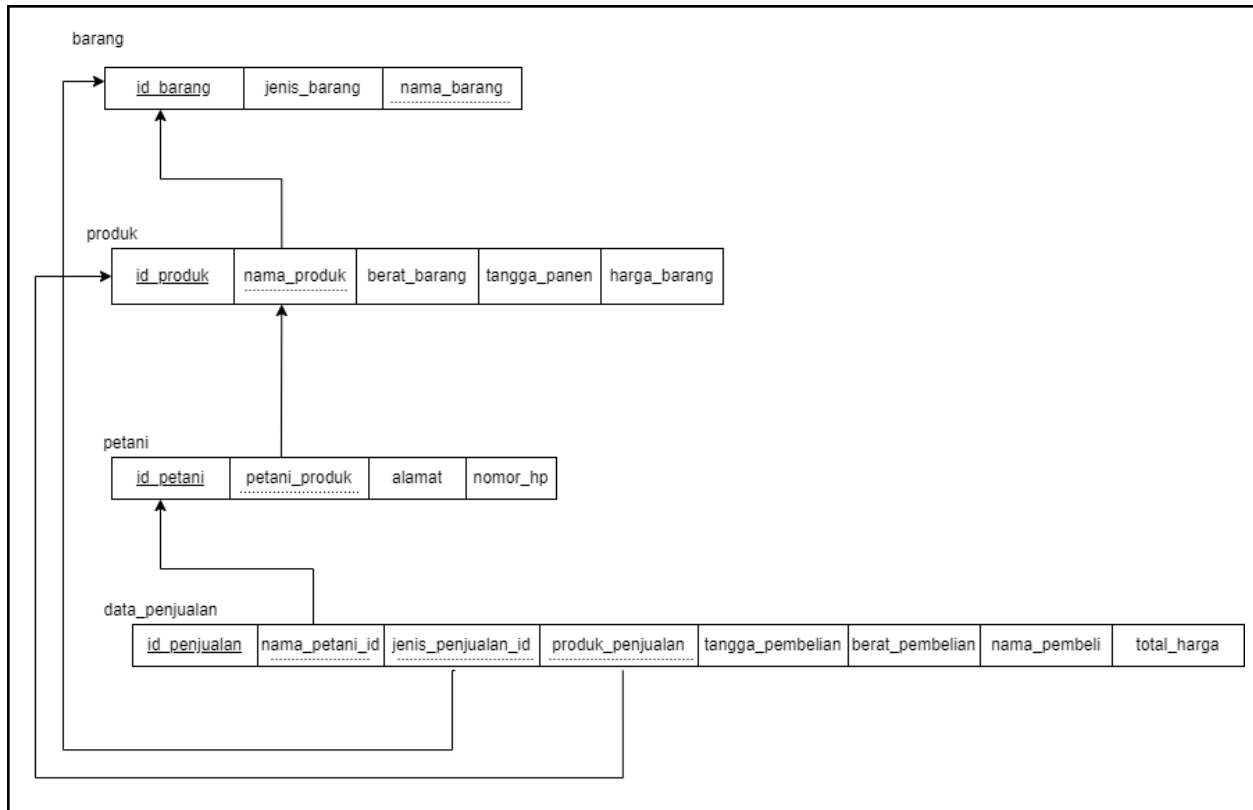 barang
id_barang jenis_barang nama_barang
produk
id_produk nama_produk berat_barang tangga_panen harga_barang
petani
id_petani petani_produk alamat nomor_hp
data_penjualan
id_penjualan nama_petani_id jenis_penjualan_id produk_penjualan tangga_pembelian berat_pembelian nama_pembeli total_harga